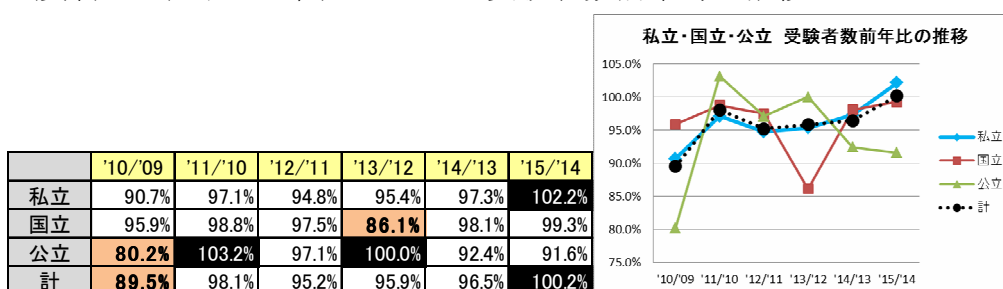 私立・国立・公立 受験者数前年比の推移
105.0%
100.0%
95.0%
90.0%
85.0%
80.0%
75.0%
'10/'09 '11/'10 '12/'11 '13/'12 '14/'13 '15/'14
私立
国立
公立
計
'10/'09 '11/'10 '12/'11 '13/'12 '14/'13 '15/'14
私立 90.7% 97.1% 94.8% 95.4% 97.3% 102.2%
国立 95.9% 98.8% 97.5% 86.1% 98.1% 99.3%
公立 80.2% 103.2% 97.1% 100.0% 92.4% 91.6%
計 89.5% 98.1% 95.2% 95.9% 96.5% 100.2%